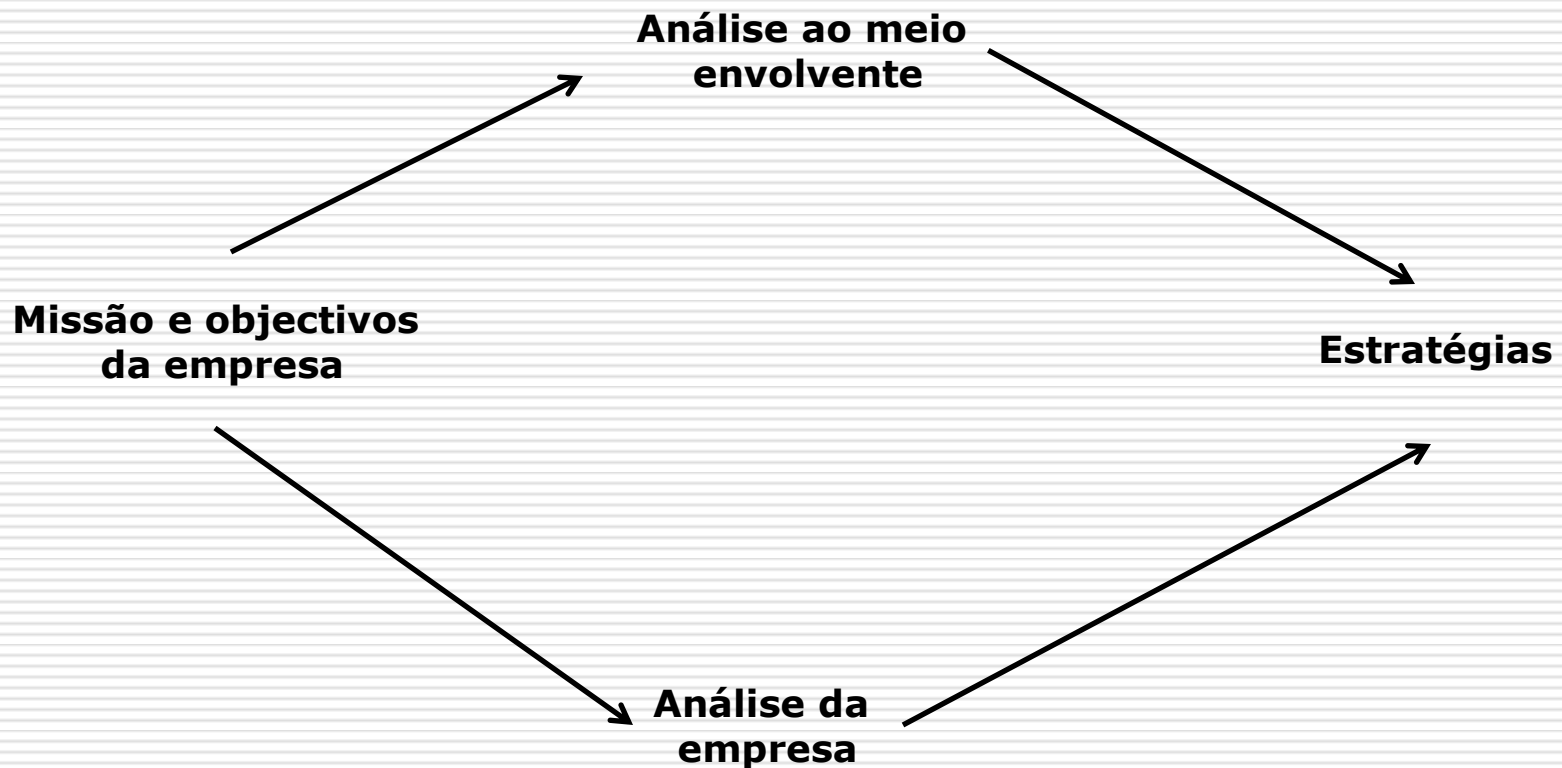 Análise ao meio
envolvente
Missão e objectivos
da empresa
Estratégias
Análise da
empresa